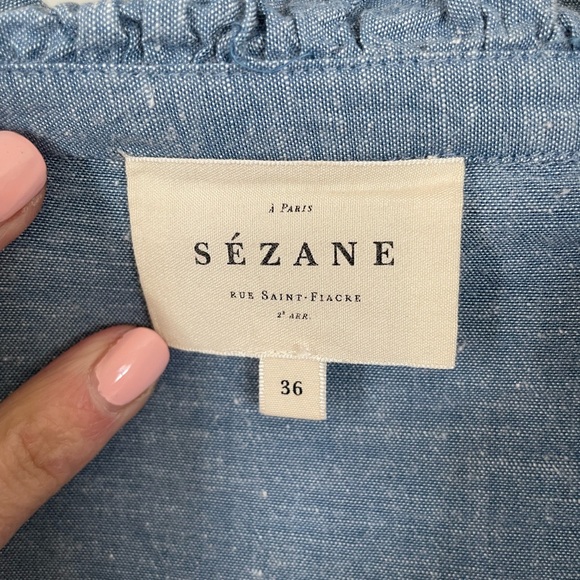 À PARIS
SÉZANE
RUE SAINT-FIACRE
2E ARR.
36